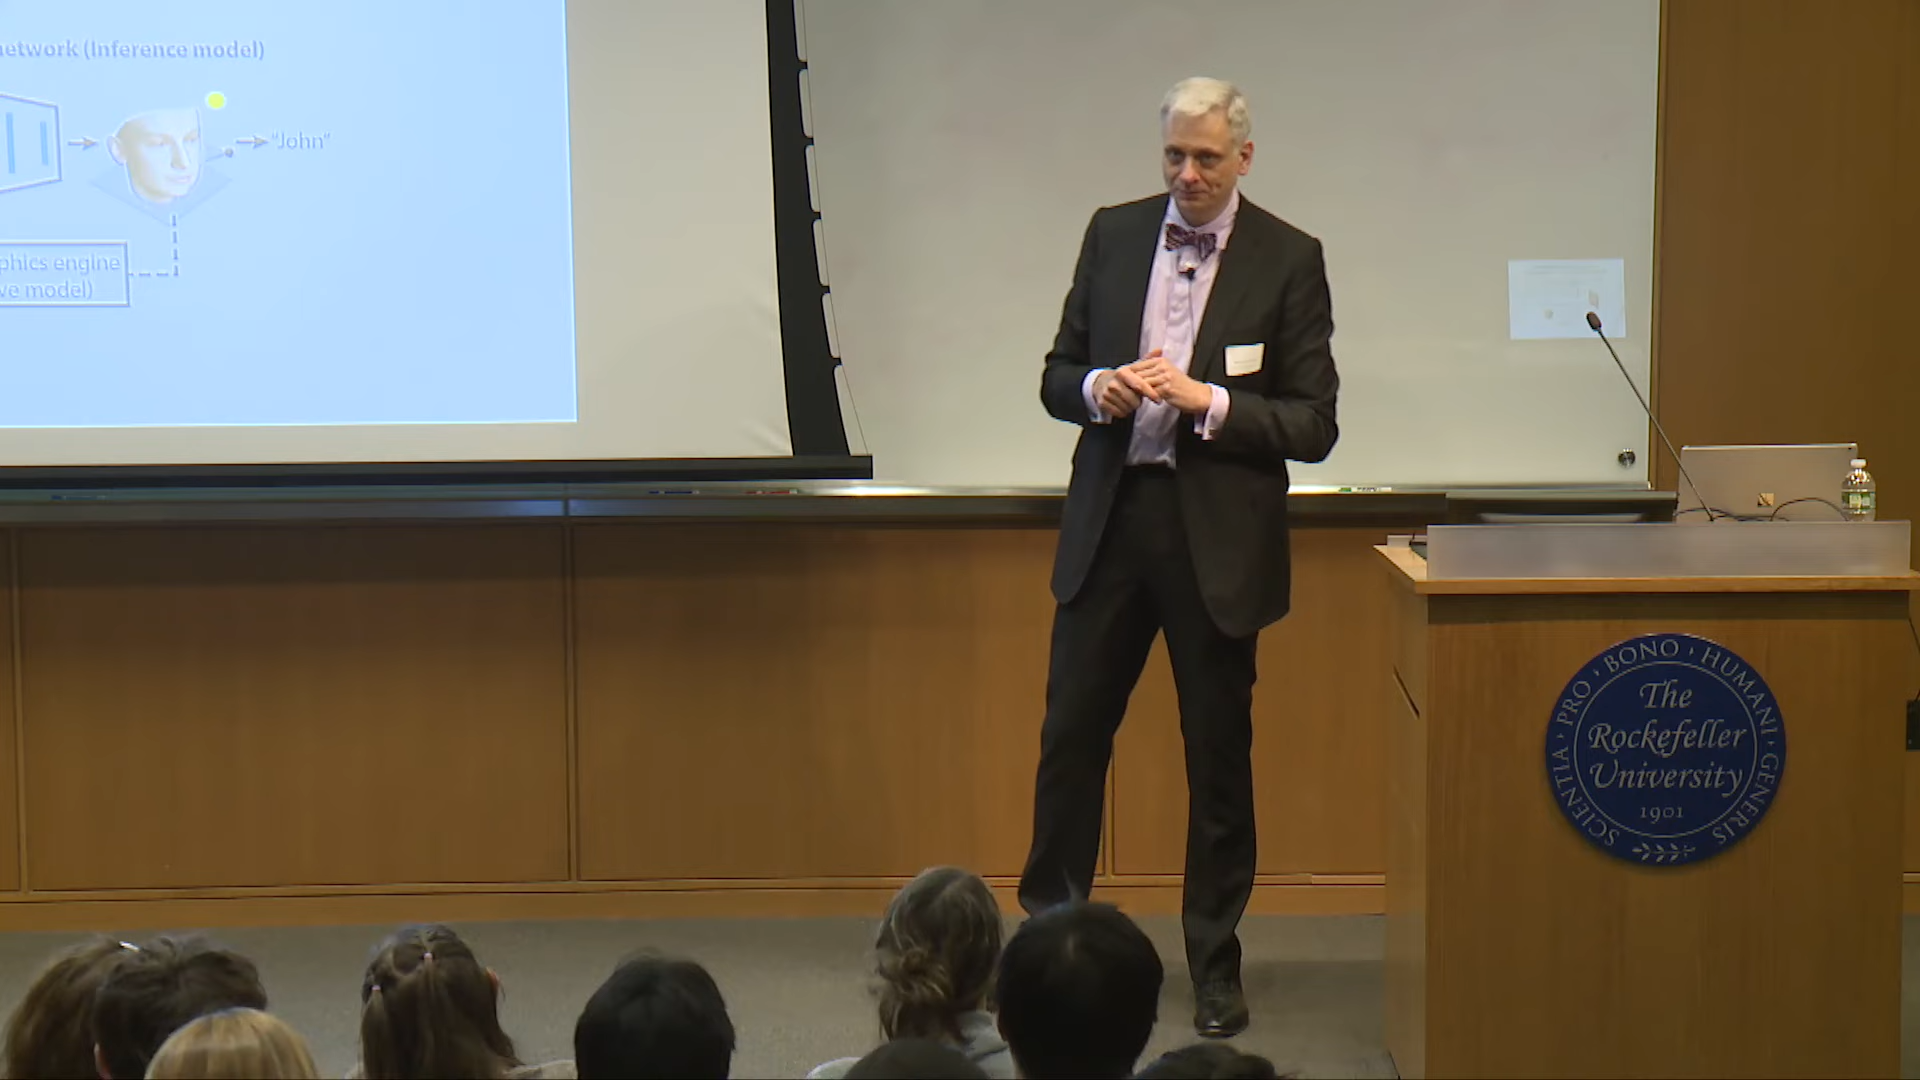 network (Inference model)
"John"
phics engine
ve model)
SCIENTIA · PRO · BONO · HUMANI · GENERIS
The
Rockefeller
University
1901